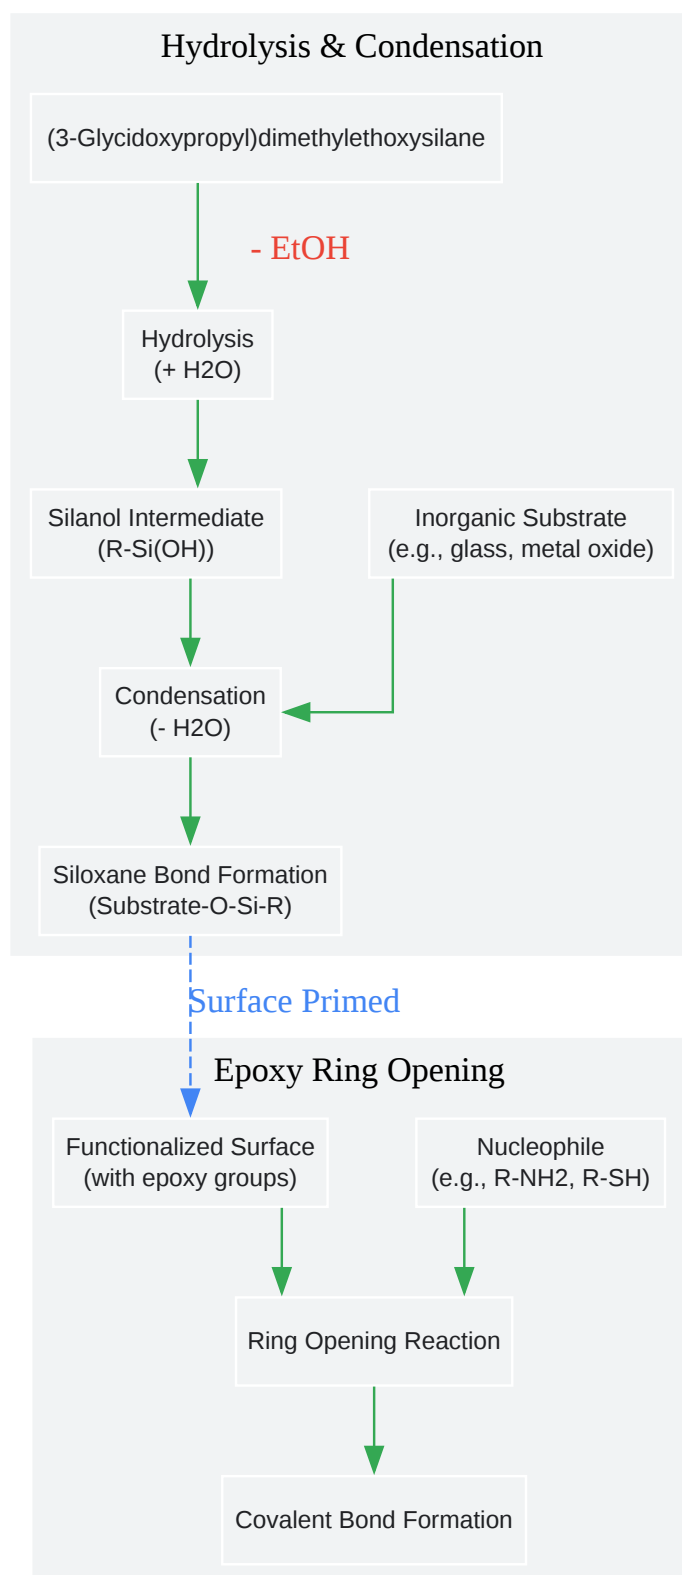 Hydrolysis & Condensation
(3-Glycidoxypropyl)dimethylethoxysilane
- EtOH
Hydrolysis
(+ H2O)
Silanol Intermediate
(R-Si(OH))
Inorganic Substrate
(e.g., glass, metal oxide)
Condensation
(- H2O)
Siloxane Bond Formation
(Substrate-O-Si-R)
Surface Primed
Epoxy Ring Opening
Functionalized Surface
(with epoxy groups)
Nucleophile
(e.g., R-NH2, R-SH)
Ring Opening Reaction
Covalent Bond Formation